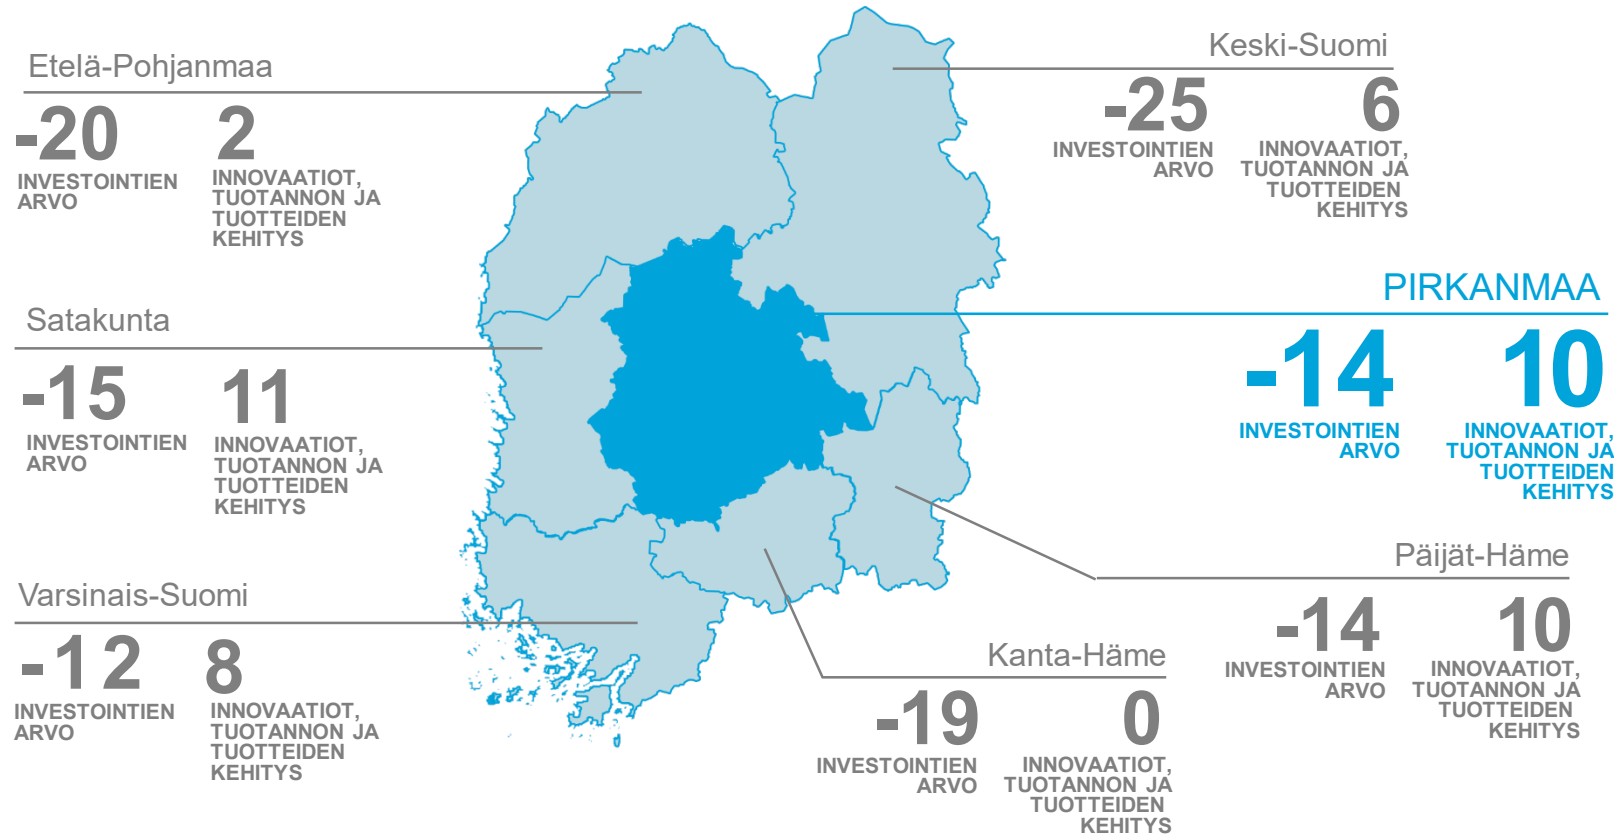 Etelä-Pohjanmaa
-20
INVESTOINTIEN
ARVO
2
INNOVAATIOT,
TUOTANNON JA
TUOTTEIDEN
KEHITYS
Keski-Suomi
-25
INVESTOINTIEN
ARVO
6
INNOVAATIOT,
TUOTANNON JA
TUOTTEIDEN
KEHITYS
Satakunta
-15
INVESTOINTIEN
ARVO
11
INNOVAATIOT,
TUOTANNON JA
TUOTTEIDEN
KEHITYS
PIRKANMAA
-14
INVESTOINTIEN
ARVO
10
INNOVAATIOT,
TUOTANNON JA
TUOTTEIDEN
KEHITYS
Varsinais-Suomi
-12
INVESTOINTIEN
ARVO
8
INNOVAATIOT,
TUOTANNON JA
TUOTTEIDEN
KEHITYS
Kanta-Häme
-19
INVESTOINTIEN
ARVO
0
INNOVAATIOT,
TUOTANNON JA
TUOTTEIDEN
KEHITYS
Päijät-Häme
-14
INVESTOINTIEN
ARVO
10
INNOVAATIOT,
TUOTANNON JA
TUOTTEIDEN
KEHITYS